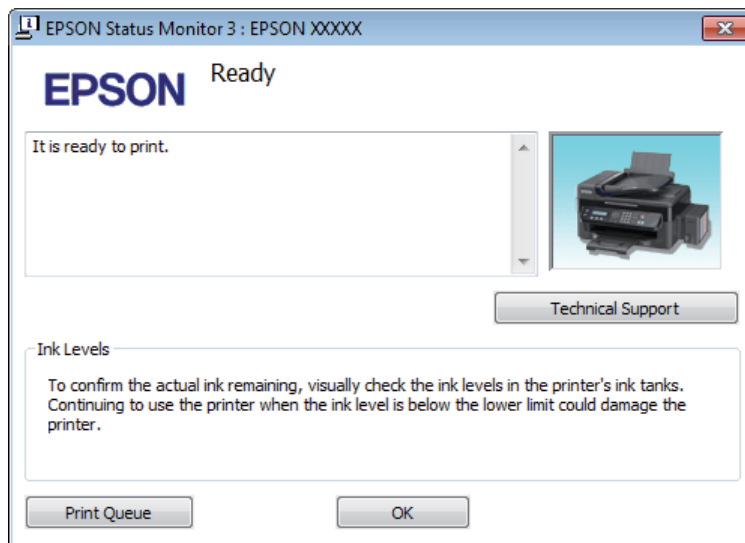 EPSON Status Monitor 3 : EPSON XXXXX
EPSON
Ready
It is ready to print.
Technical Support
Ink Levels
To confirm the actual ink remaining, visually check the ink levels in the printer's ink tanks.
Continuing to use the printer when the ink level is below the lower limit could damage the
printer.
Print Queue
OK